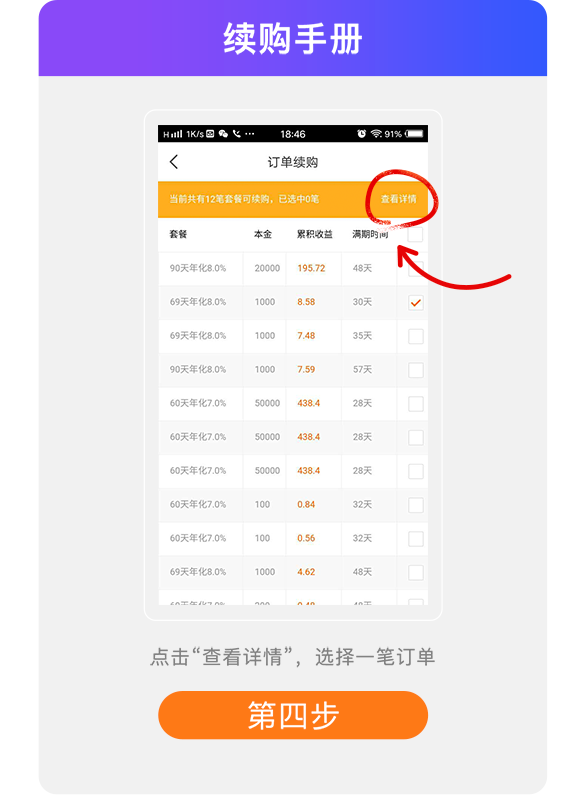 续购手册
H 1K/s HD 18:46 91%
订单续购
当前共有12笔套餐可续购，已选中0笔 查看详情
套餐 本金 累积收益 满期时间
90天年化8.0% 20000 195.72 48天
69天年化8.0% 1000 8.58 30天
69天年化8.0% 1000 7.48 35天
90天年化8.0% 1000 7.59 57天
60天年化7.0% 50000 438.4 28天
60天年化7.0% 50000 438.4 28天
60天年化7.0% 50000 438.4 28天
60天年化7.0% 100 0.84 32天
60天年化7.0% 100 0.56 32天
69天年化8.0% 1000 4.62 48天
点击“查看详情”，选择一笔订单
第四步